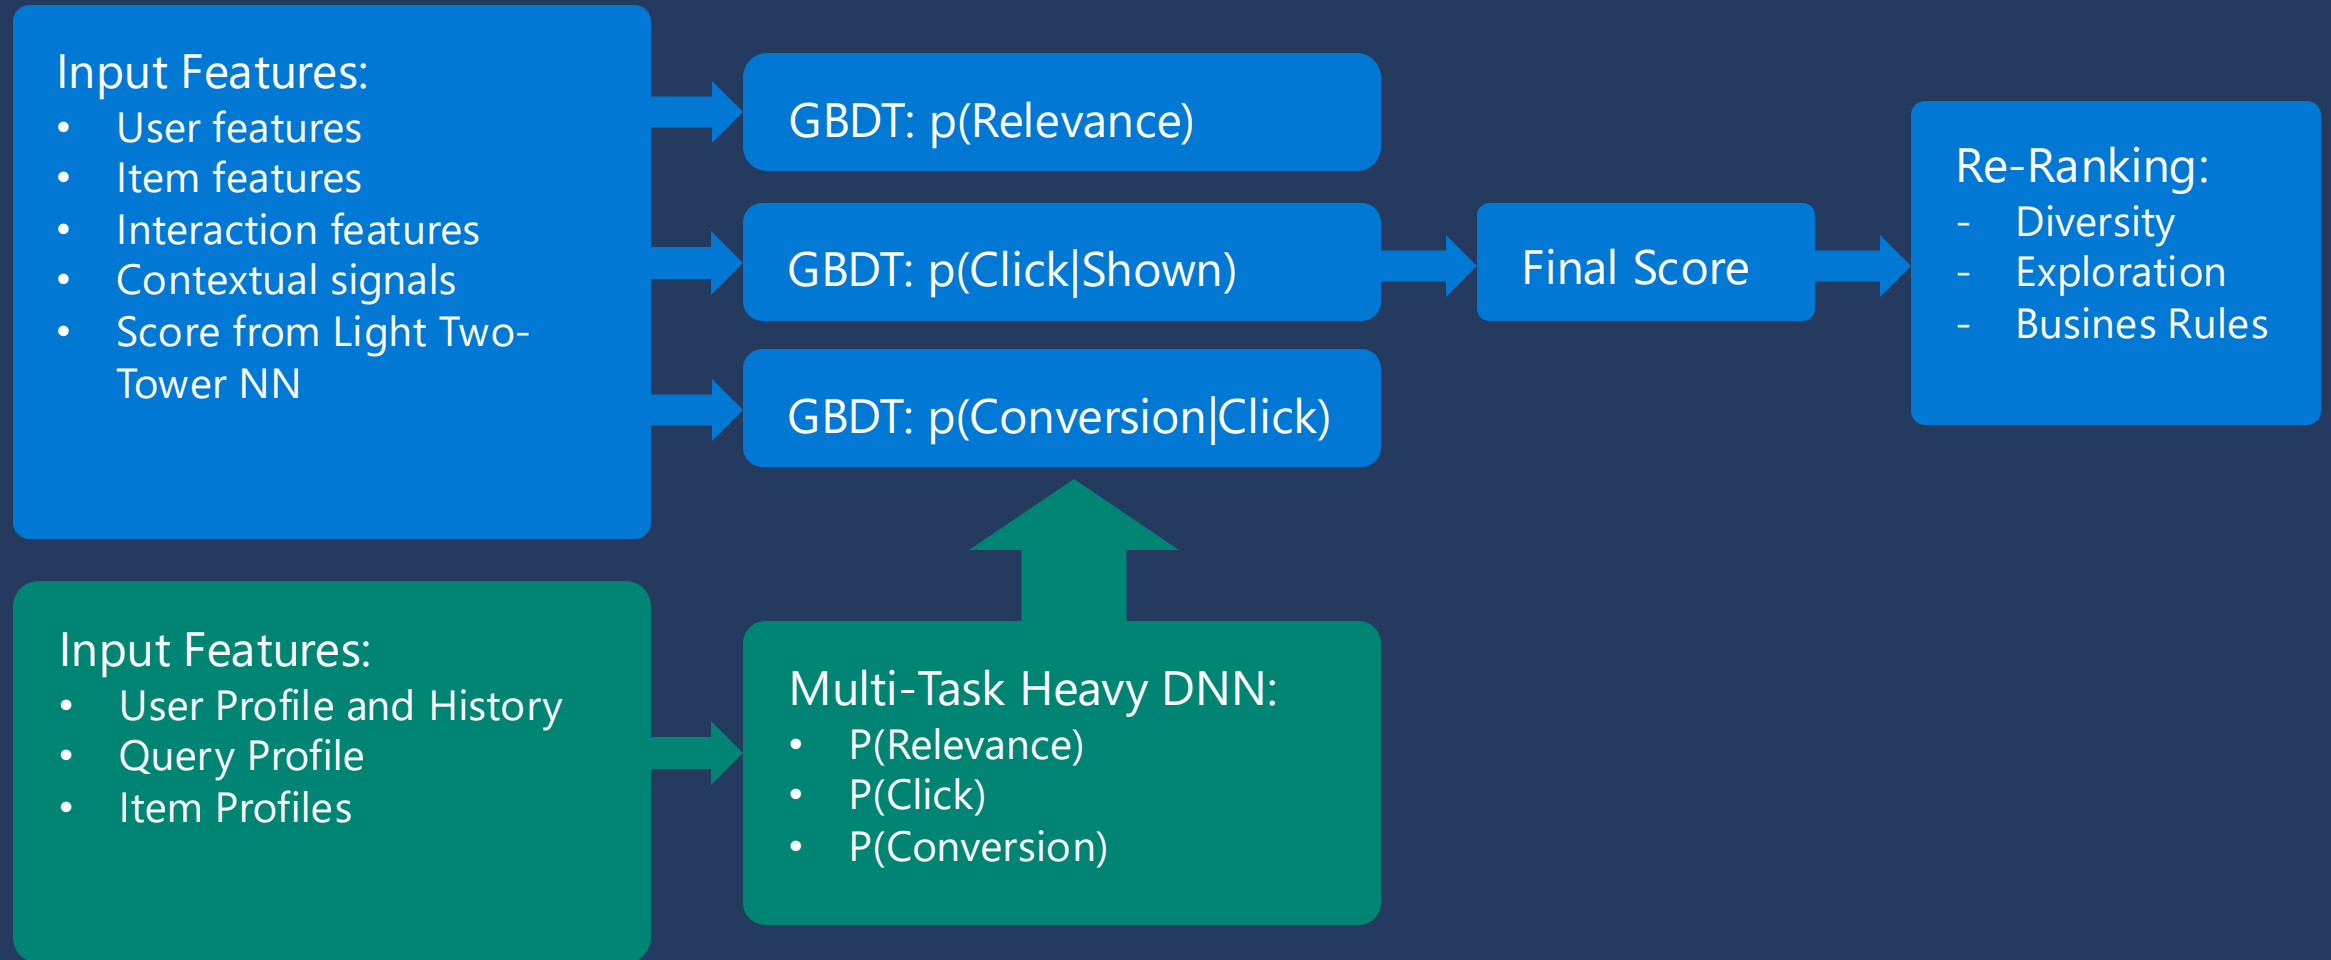 Input Features:
• User features
• Item features
• Interaction features
• Contextual signals
• Score from Light Two-
Tower NN
GBDT: p(Relevance)
GBDT: p(Click|Shown)
GBDT: p(Conversion|Click)
Final Score
Re-Ranking:
- Diversity
- Exploration
- Busines Rules
Input Features:
• User Profile and History
• Query Profile
• Item Profiles
Multi-Task Heavy DNN:
• P(Relevance)
• P(Click)
• P(Conversion)